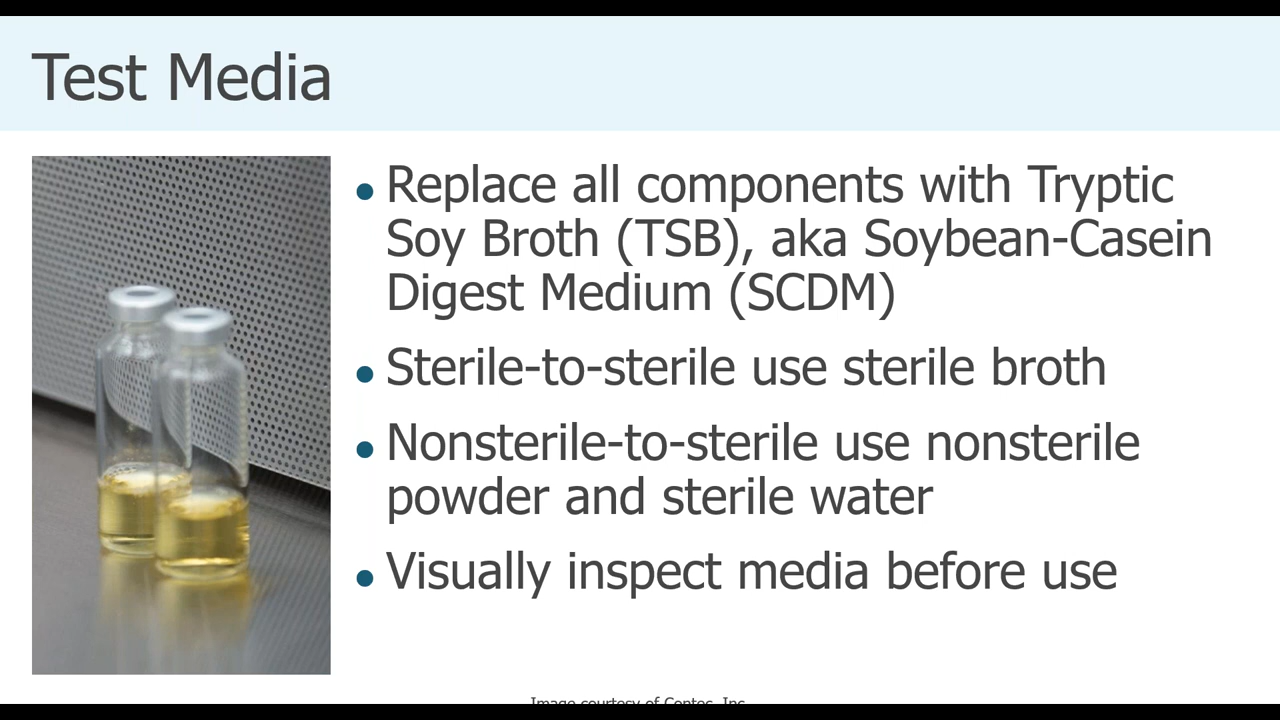 Test Media
• Replace all components with Tryptic
Soy Broth (TSB), aka Soybean-Casein
Digest Medium (SCDM)
• Sterile-to-sterile use sterile broth
• Nonsterile-to-sterile use nonsterile
powder and sterile water
• Visually inspect media before use
Image courtesy of Contec, Inc.